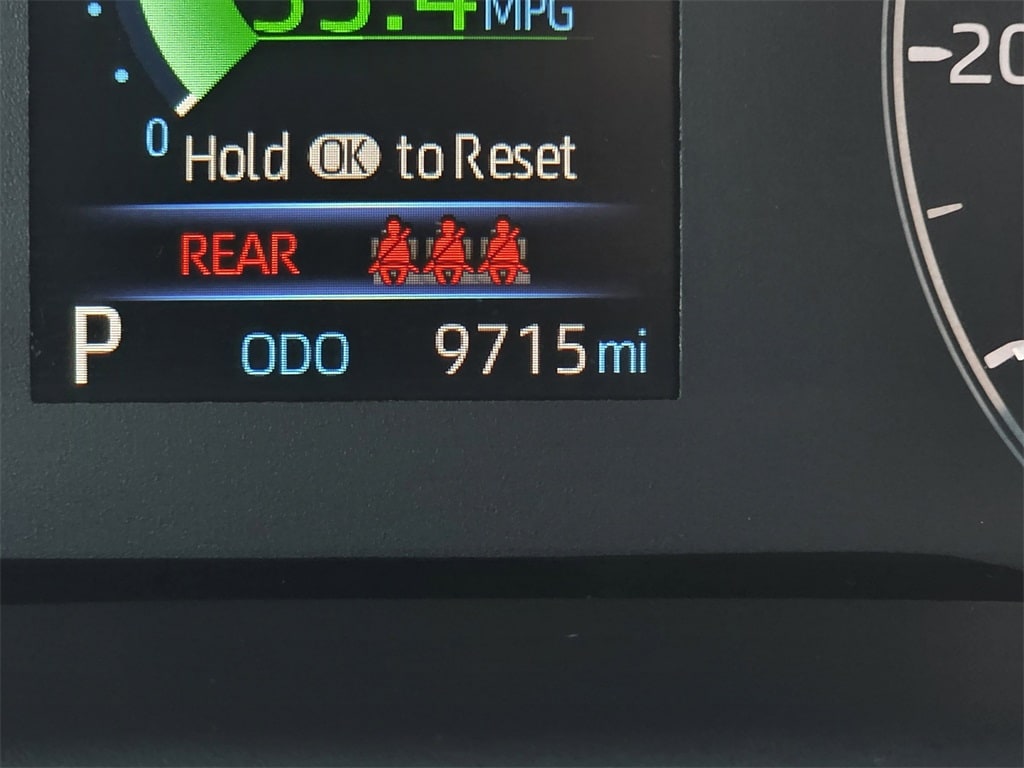 MPG
20
0
Hold OK to Reset
REAR
P ODO 9715 mi